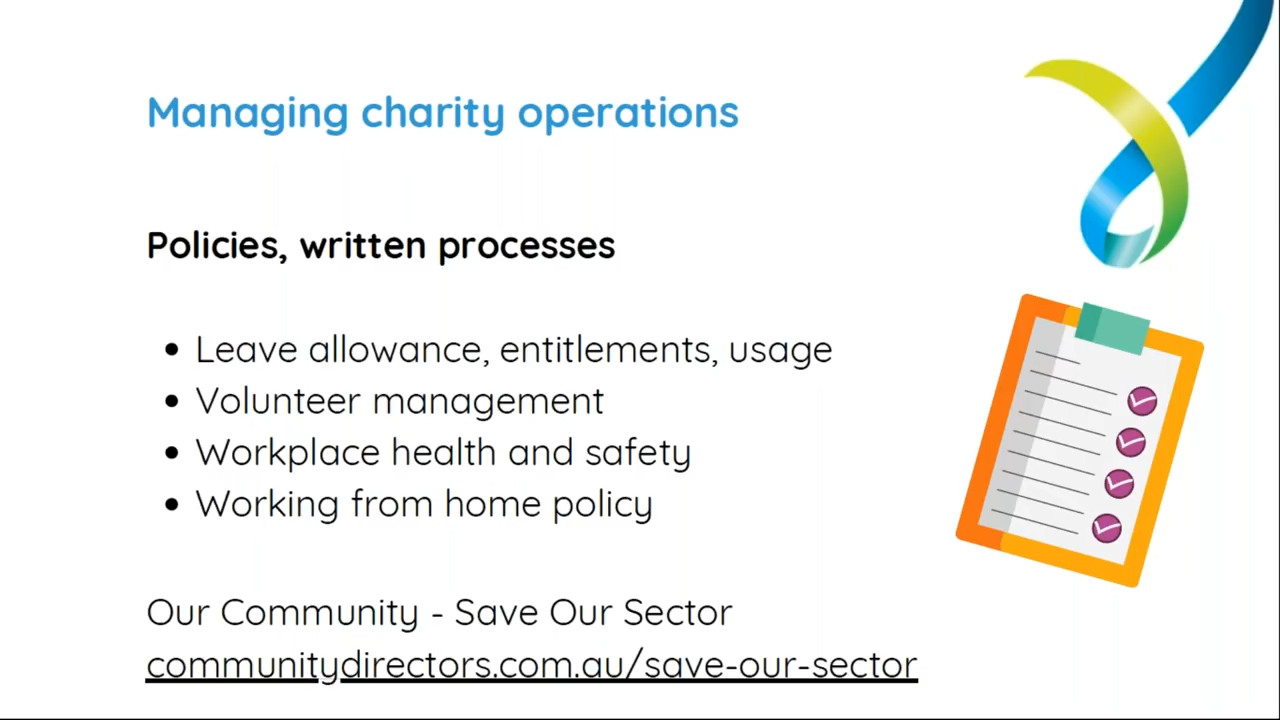 Managing charity operations
Policies, written processes
• Leave allowance, entitlements, usage
• Volunteer management
• Workplace health and safety
• Working from home policy
Our Community - Save Our Sector
communitydirectors.com.au/save-our-sector